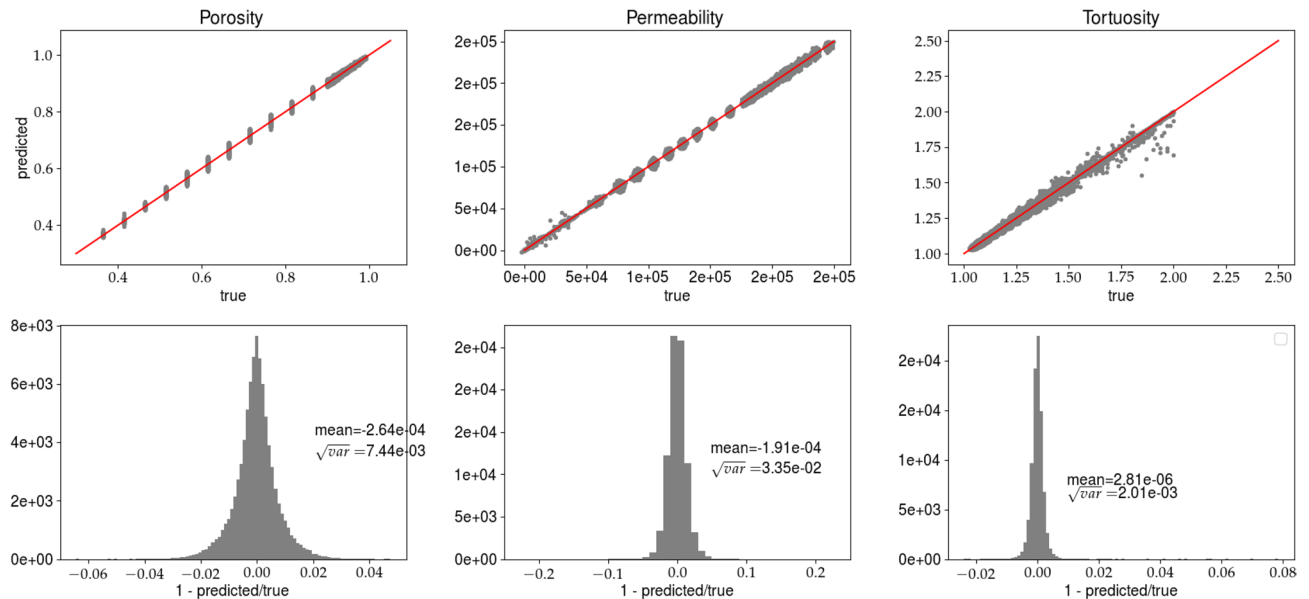 Porosity
1.0
0.8
0.6
0.4
predicted
0.4 0.6 0.8 1.0
true
Permeability
2e+05
2e+05
2e+05
1e+05
5e+04
0e+00
0e+00 5e+04 1e+05 2e+05 2e+05 2e+05
true
Tortuosity
2.50
2.25
2.00
1.75
1.50
1.25
1.00
1.00 1.25 1.50 1.75 2.00 2.25 2.50
true
8e+03
6e+03
4e+03
2e+03
0e+00
mean=-2.64e-04
√var =7.44e-03
−0.06 −0.04 −0.02 0.00 0.02 0.04
1 - predicted/true
2e+04
2e+04
2e+04
1e+04
5e+03
0e+00
mean=-1.91e-04
√var =3.35e-02
−0.2 −0.1 0.0 0.1 0.2
1 - predicted/true
2e+04
2e+04
1e+04
5e+03
0e+00
mean=2.81e-06
√var =2.01e-03
−0.02 0.00 0.02 0.04 0.06 0.08
1 - predicted/true